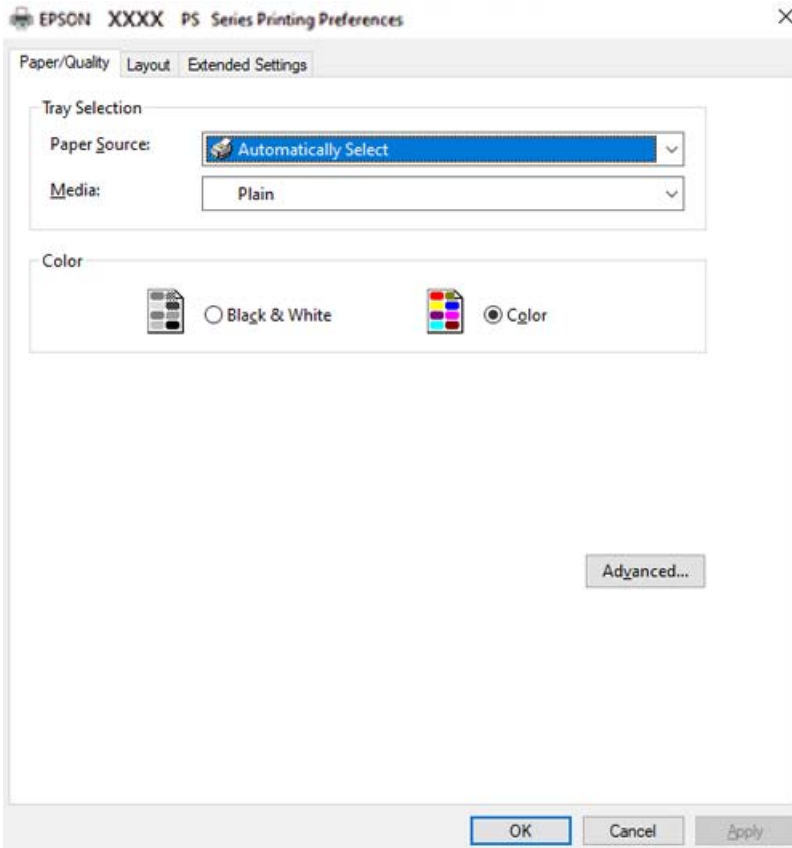 EPSON XXXX PS Series Printing Preferences
Paper/Quality Layout Extended Settings
Tray Selection
Paper Source: Automatically Select
Media: Plain
Color
Black & White Color
Advanced...
OK Cancel Apply